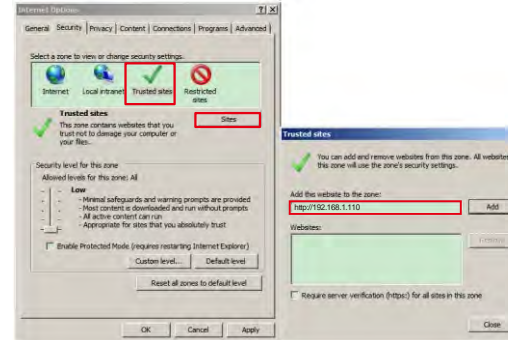 Internet Options
General Security Privacy Content Connections Programs Advanced
Select a zone to view or change security settings.
Internet Local intranet Trusted sites Restricted sites
Trusted sites
This zone contains websites that you
trust not to damage your computer or
your files.
Sites
Security level for this zone
Allowed levels for this zone: All
Low
- Minimal safeguards and warning prompts are provided
- Most content is downloaded and run without prompts
- All active content can run
- Appropriate for sites that you absolutely trust
Enable Protected Mode (requires restarting Internet Explorer)
Custom level... Default level
Reset all zones to default level
OK Cancel Apply
Trusted sites
You can add and remove websites from this zone. All websites
this zone will use the zone's security settings.
Add this website to the zone:
http://192.168.1.110 Add
Websites:
Remove
Require server verification (https:) for all sites in this zone
Close